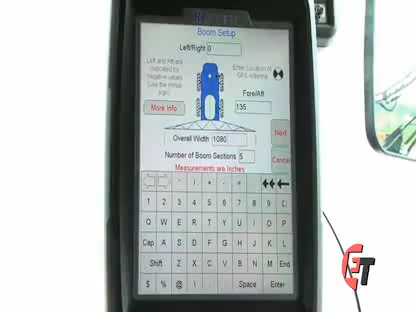 Boom Setup
Left/Right 0
Left and Aft are
indicated by
negative values
(use the minus
sign)
Enter Location of
GPS Antenna
More Info
Fore/Aft
135
Next
Overall Width 1080
Number of Boom Sections 5
Cancel
Measurements are Inches
1 2 3 4 5 6 7 8 9 0
Q W E R T Y U I O P
Cap A S D F G H J K L
Shift Z X C V B N M End
$ % @ \ Space Enter